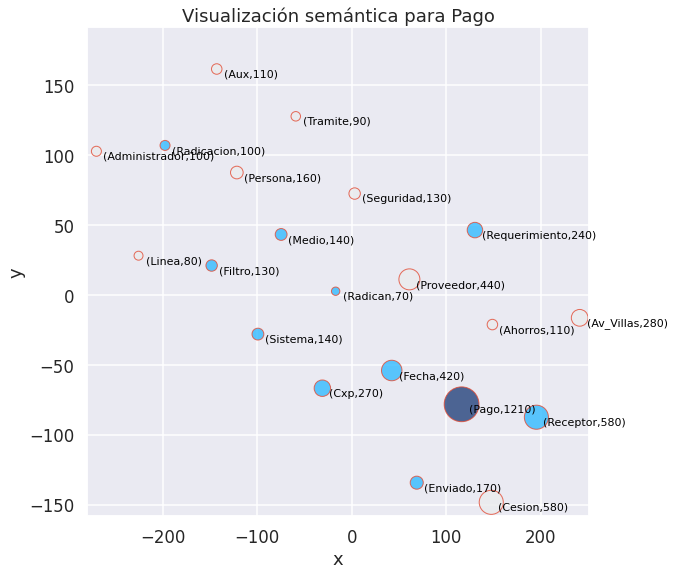 Visualización semántica para Pago
150
100
50
0
−50
−100
−150
y
(Aux,110)
(Tramite,90)
(Radicacion,100)
(Administrador,100)
(Persona,160)
(Seguridad,130)
(Requerimiento,240)
(Medio,140)
(Linea,80)
(Filtro,130)
(Proveedor,440)
(Radican,70)
(Av_Villas,280)
(Ahorros,110)
(Sistema,140)
(Fecha,420)
(Cxp,270)
(Pago,1210)
(Receptor,580)
(Enviado,170)
(Cesion,580)
−200
−100
0
100
200
x